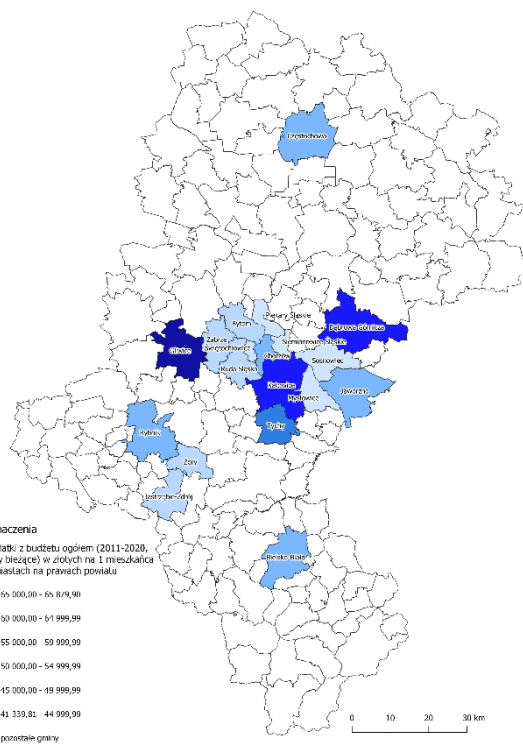 Częstochowa
Piekary Śląskie
Dąbrowa Górnicza
Bytom
Zabrze
Siemianowice Śląskie
Gliwice
Świętochłowice
Chorzów
Sosnowiec
Ruda Śląska
Katowice
Jaworzno
Mysłowice
Tychy
Rybnik
Żory
Jastrzębie-Zdrój
Bielsko-Biała
naczenia
latki z budżetu ogółem (2011-2020,
y bieżące) w złotych na 1 mieszkańca
iastach na prawach powiatu
65 000,00 - 65 879,90
60 000,00 - 64 999,99
55 000,00 59 999,99
50 000,00 - 54 999,99
45 000,00 - 49 999,99
41 339,81 - 44 999,99
pozostałe gminy
0 10 20 30 km